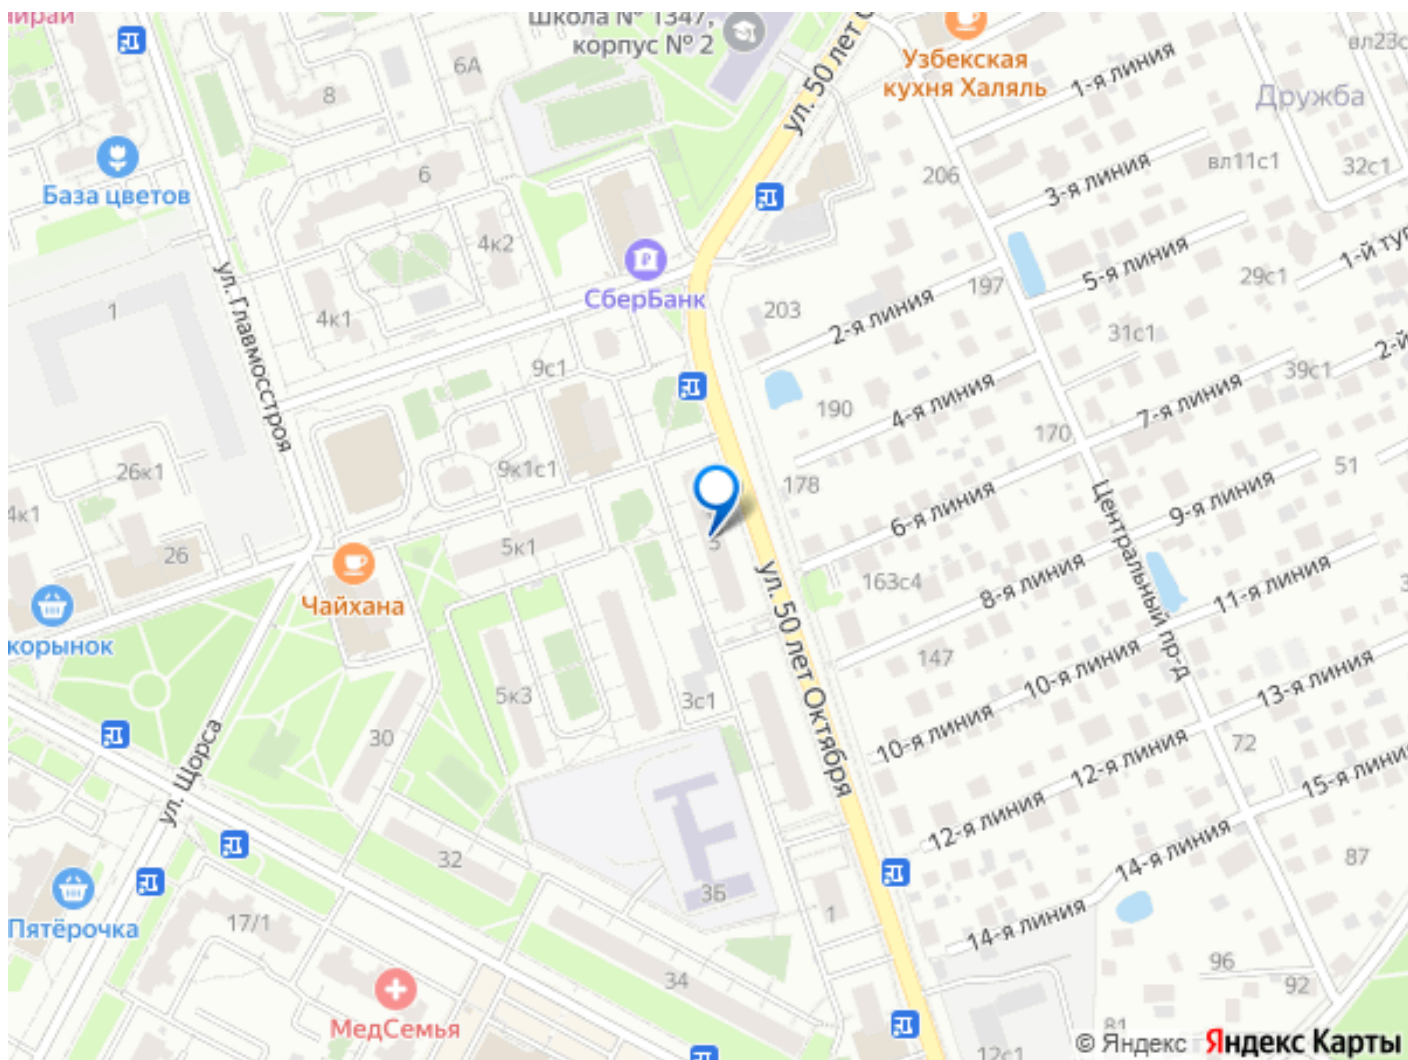 Школа № 1347,
корпус № 2
ул. 50 лет О
Узбекская
кухня Халяль
1-я линия
вл23с
Дружба
6А
8
База цветов
6
206
3-я линия
вл11с1
32с1
4к2
ул. Главмостроя
СберБанк
5-я линия
1-й тур
29с1
197
1
4к1
203
2-я линия
31с1
2-й
9с1
39с1
190
4-я линия
7-я линия
170
26к1
9к1с1
178
51
4к1
6-я линия
9-я линия
Центральный пр-д
26
5к1
5
163с4
8-я линия
11-я линия
Чайхана
ул. 50 лет Октября
корынок
147
10-я линия
13-я линия
5к3
3с1
10-я линия
30
72
12-я линия
ул. Щорса
15-я линия
12-я линия
32
14-я линия
87
3Б
1
Пятёрочка
17/1
14-я линия
34
96
92
МедСемья
81
12с1
© Яндекс Яндекс Карты